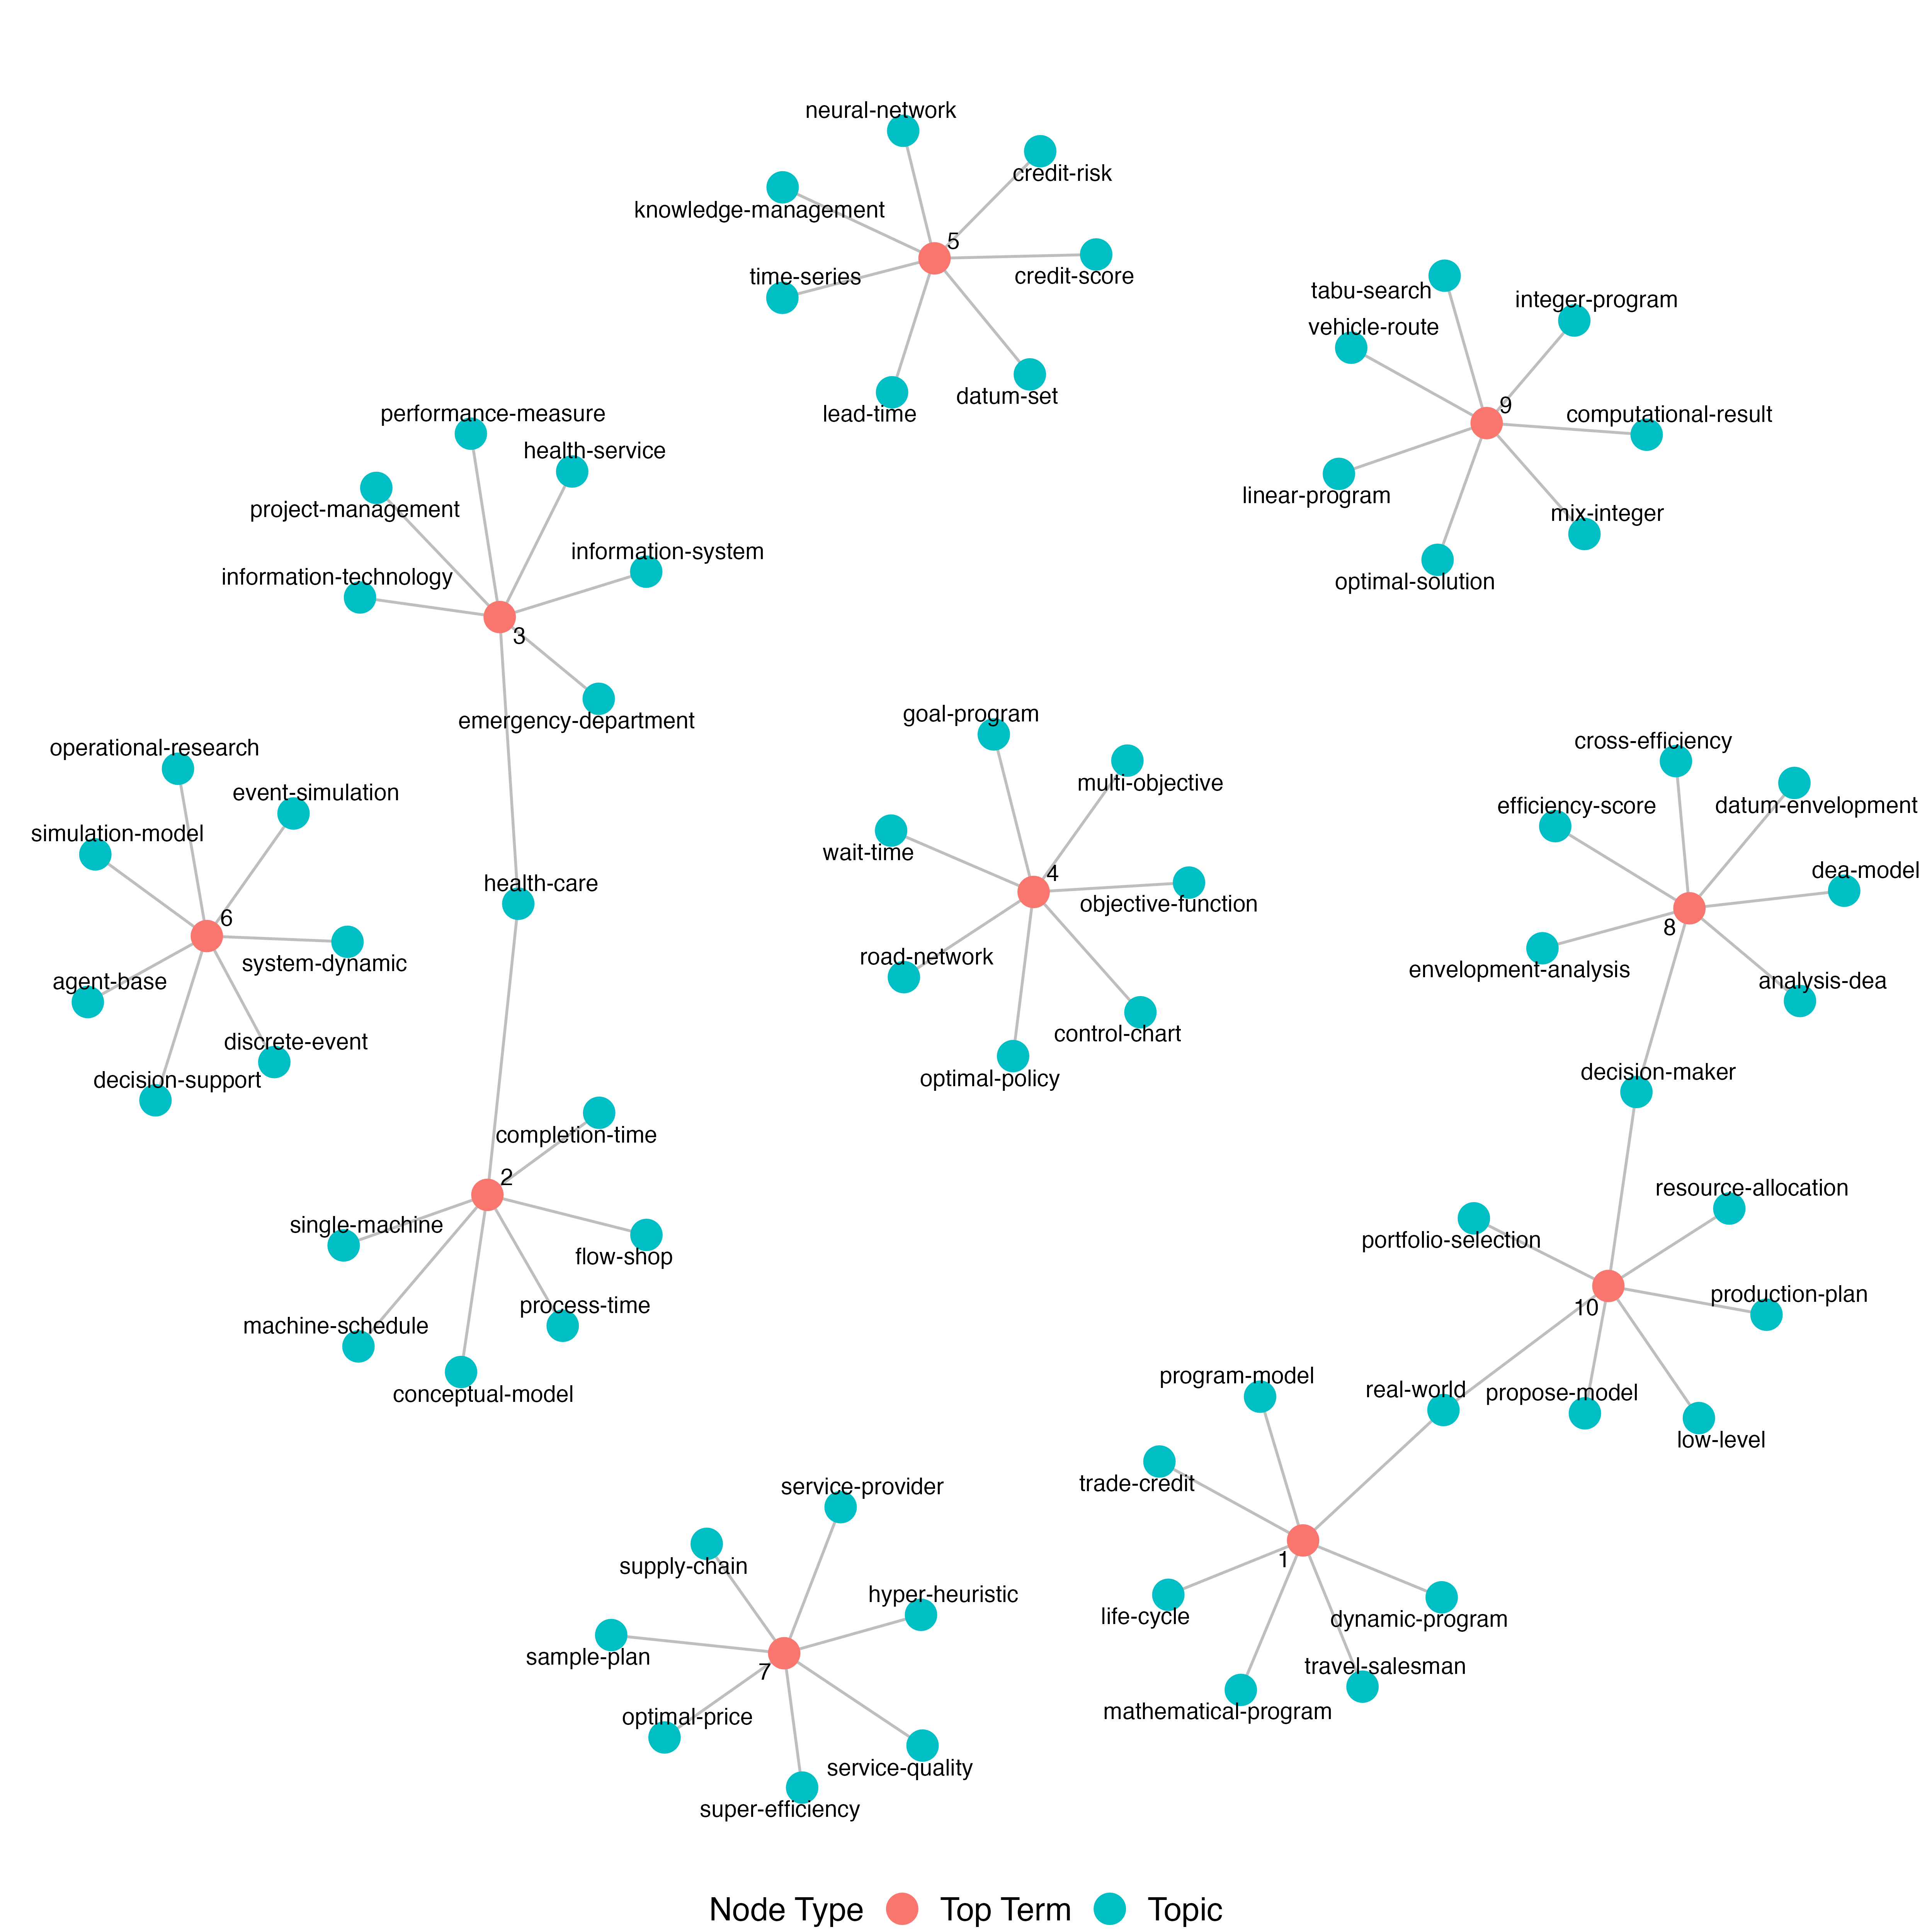 neural-network
credit-risk
knowledge-management
5
time-series
credit-score
tabu-search
integer-program
vehicle-route
lead-time
datum-set
9
computational-result
performance-measure
health-service
linear-program
mix-integer
project-management
information-system
information-technology
optimal-solution
3
emergency-department
goal-program
cross-efficiency
operational-research
multi-objective
event-simulation
efficiency-score
datum-envelopment
simulation-model
wait-time
4
dea-model
health-care
objective-function
6
8
system-dynamic
road-network
envelopment-analysis
agent-base
analysis-dea
discrete-event
control-chart
decision-support
optimal-policy
decision-maker
completion-time
2
resource-allocation
single-machine
portfolio-selection
flow-shop
production-plan
process-time
10
machine-schedule
program-model
real-world
propose-model
conceptual-model
low-level
service-provider
trade-credit
supply-chain
1
hyper-heuristic
life-cycle
dynamic-program
sample-plan
7
travel-salesman
optimal-price
mathematical-program
service-quality
super-efficiency
Node Type Top Term Topic